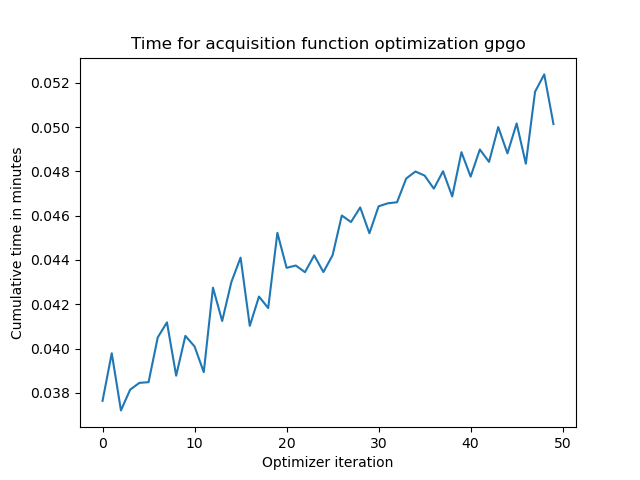 Time for acquisition function optimization gpgo
0.052
0.050
0.048
0.046
0.044
0.042
0.040
0.038
Cumulative time in minutes
0 10 20 30 40 50
Optimizer iteration